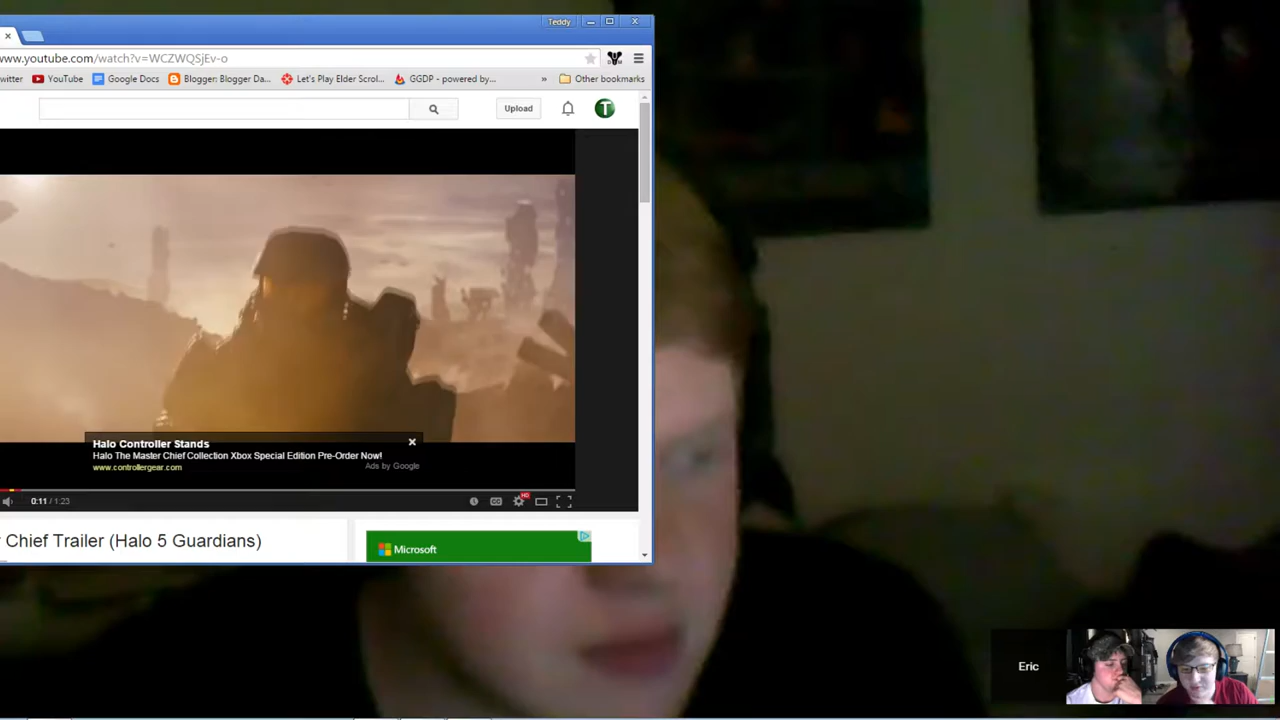 Teddy
www.youtube.com/watch?v=WCZWQSjEv-o
witter YouTube Google Docs Blogger: Blogger Da... Let's Play Elder Scrol... GGDP - powered by... » Other bookmarks
Upload T
Halo Controller Stands
Halo The Master Chief Collection Xbox Special Edition Pre-Order Now!
www.controllergear.com Ads by Google
0:11 / 1:23 CC HD
Chief Trailer (Halo 5 Guardians)
Microsoft
Eric